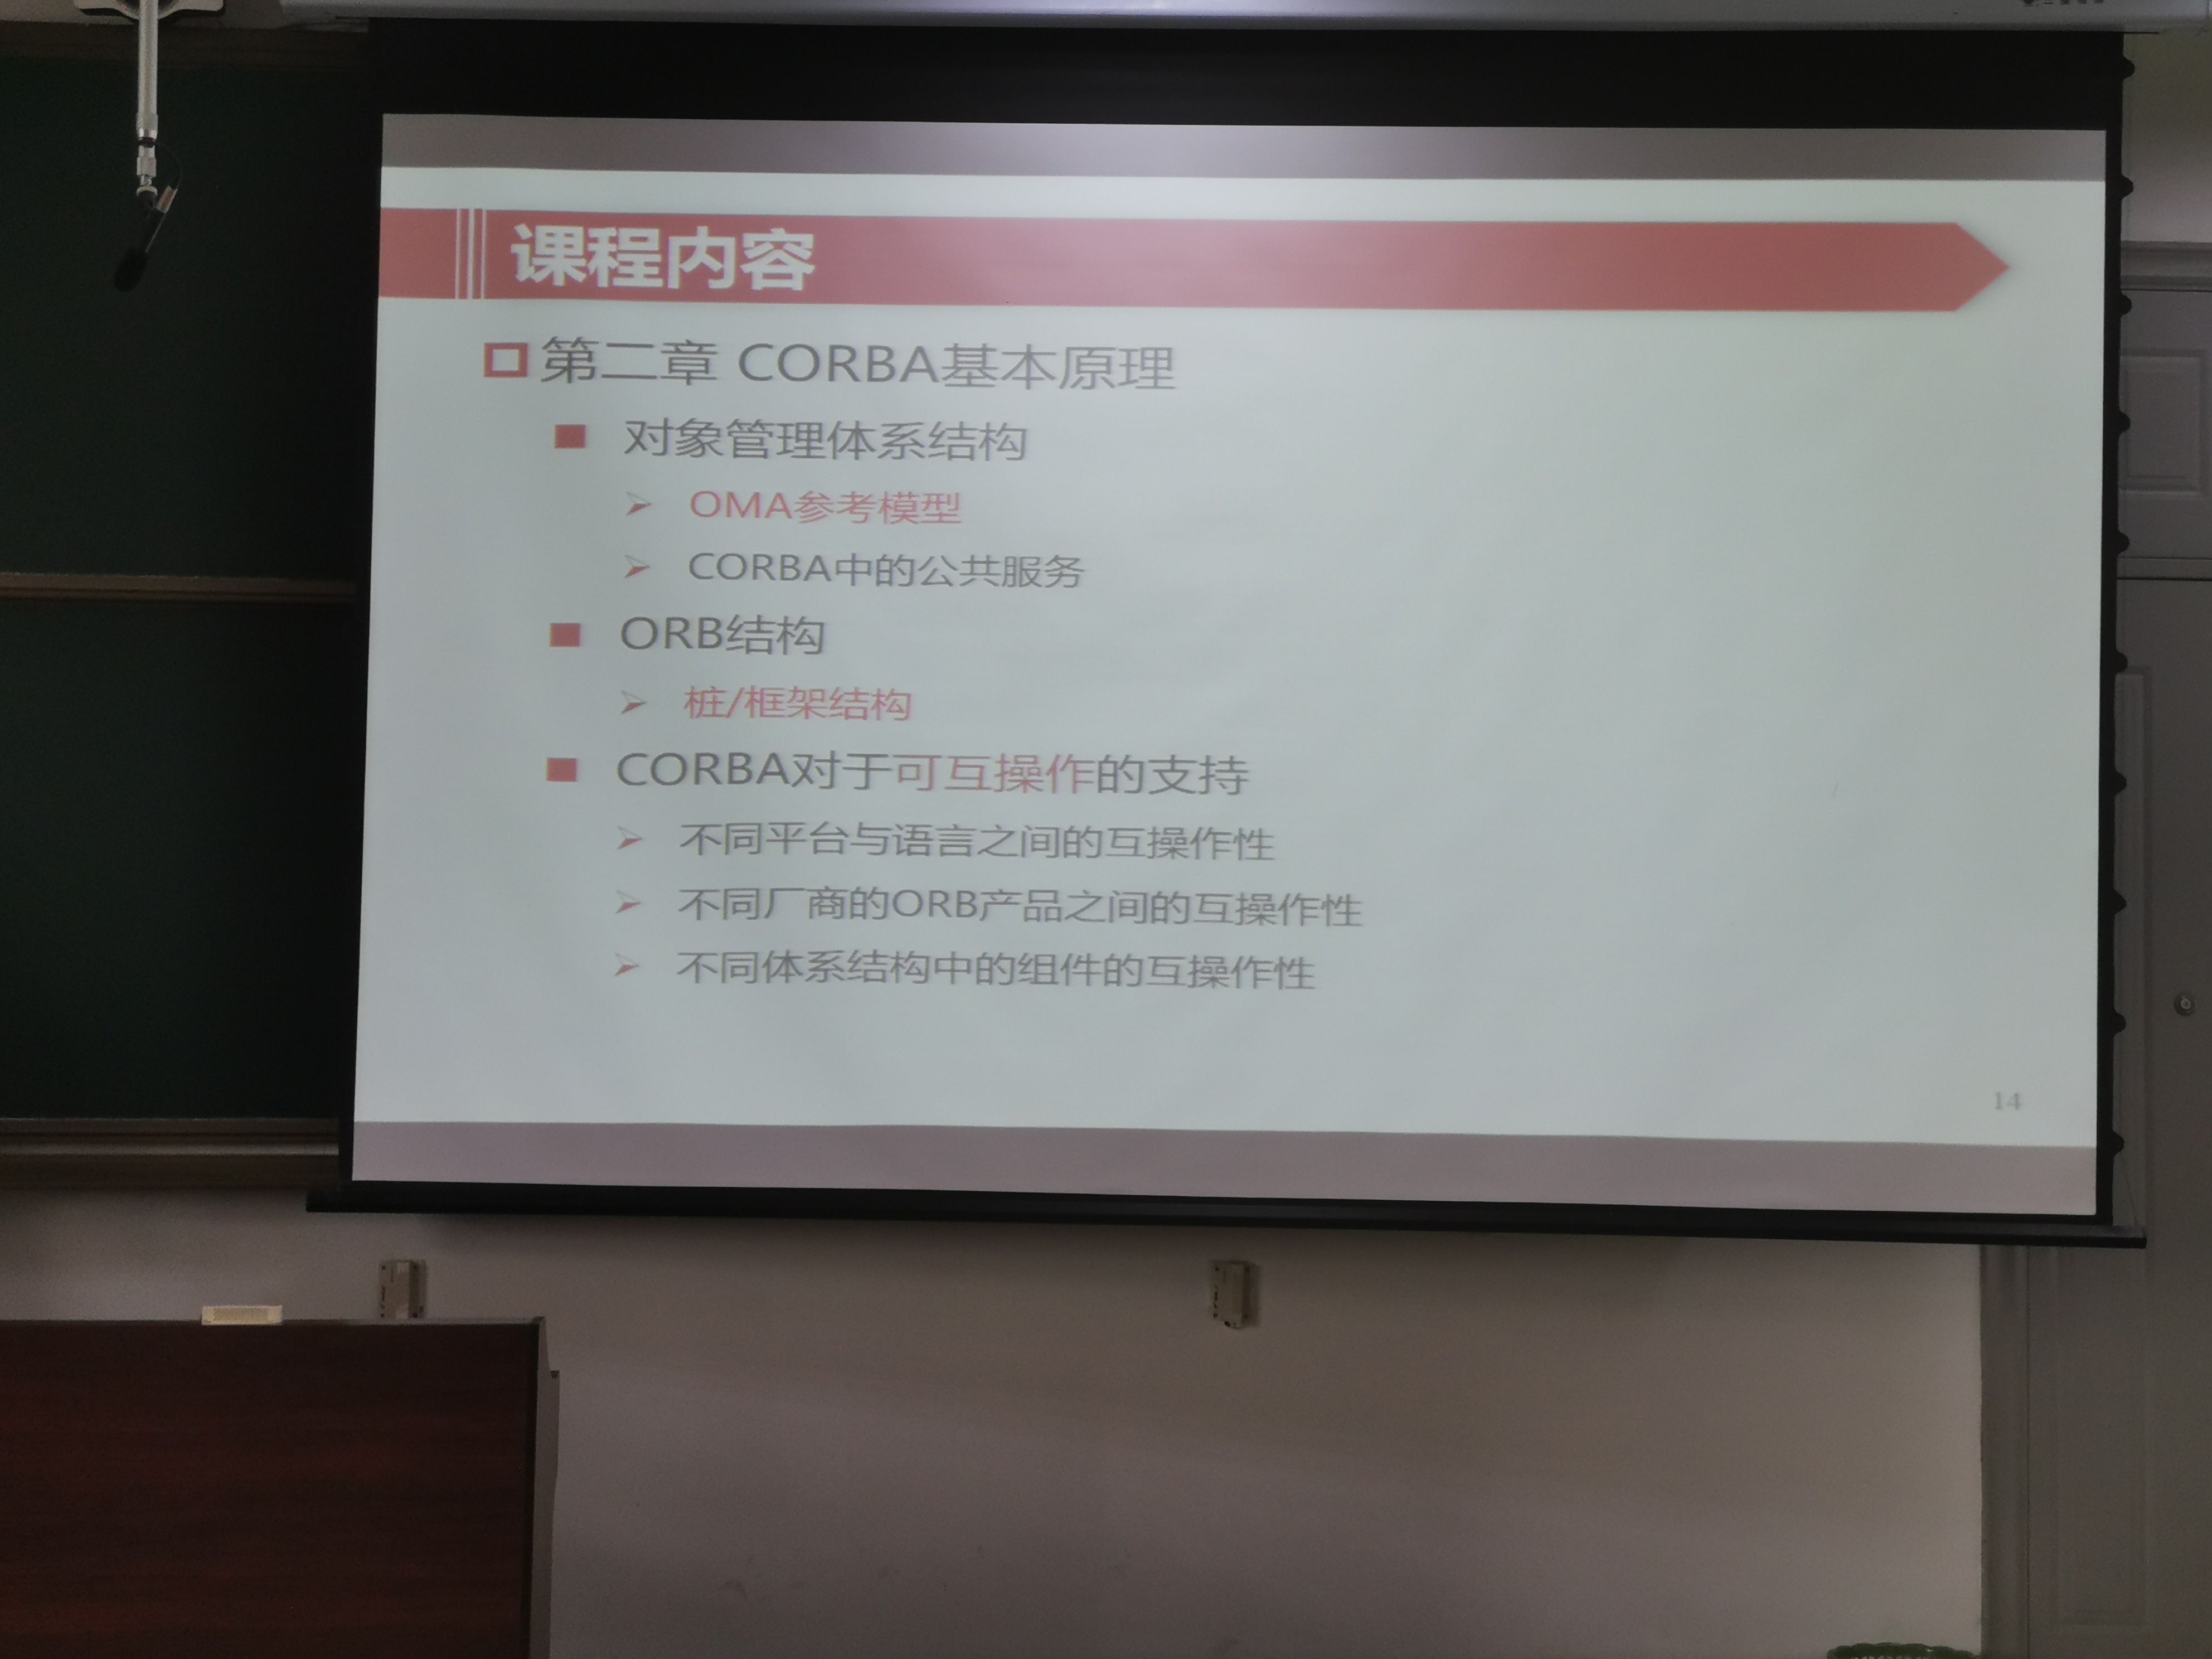 课程内容
第二章 CORBA基本原理
对象管理体系结构
OMA参考模型
CORBA中的公共服务
ORB结构
桩/框架结构
CORBA对于可互操作的支持
不同平台与语言之间的互操作性
不同厂商的ORB产品之间的互操作性
不同体系结构中的组件的互操作性
14